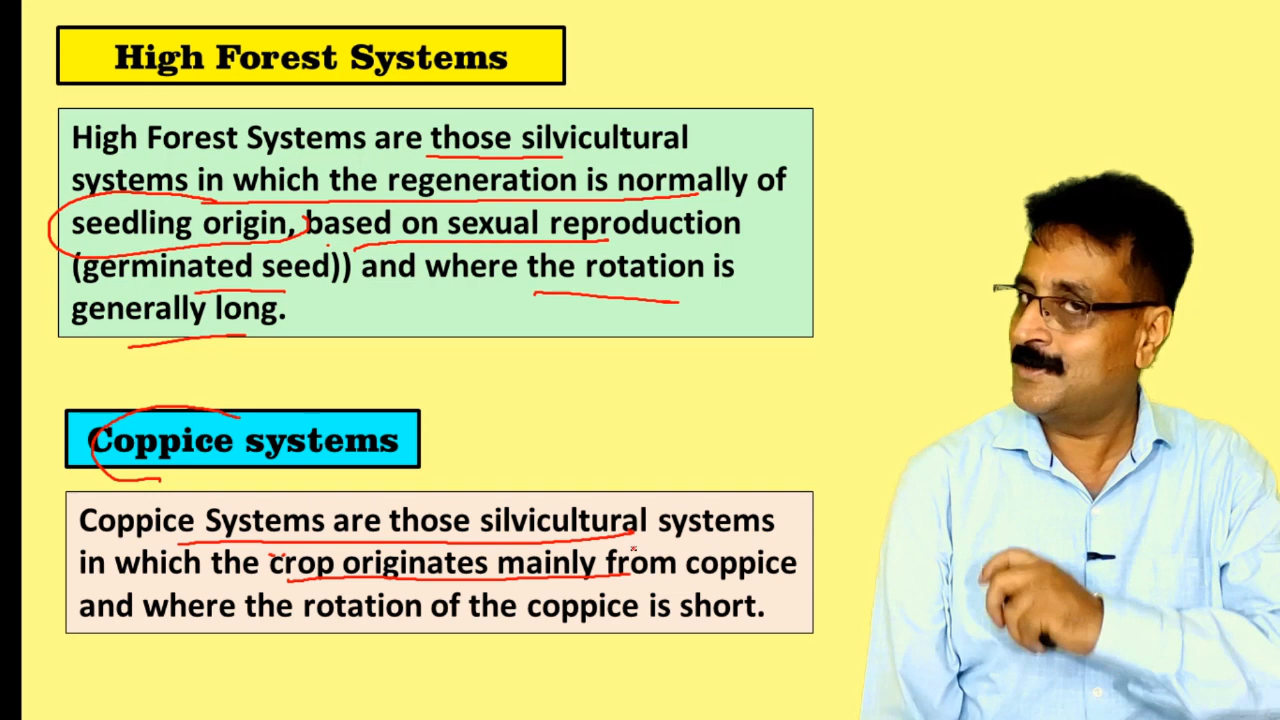 High Forest Systems
High Forest Systems are those silvicultural
systems in which the regeneration is normally of
seedling origin, based on sexual reproduction
(germinated seed)) and where the rotation is
generally long.
Coppice systems
Coppice Systems are those silvicultural systems
in which the crop originates mainly from coppice
and where the rotation of the coppice is short.